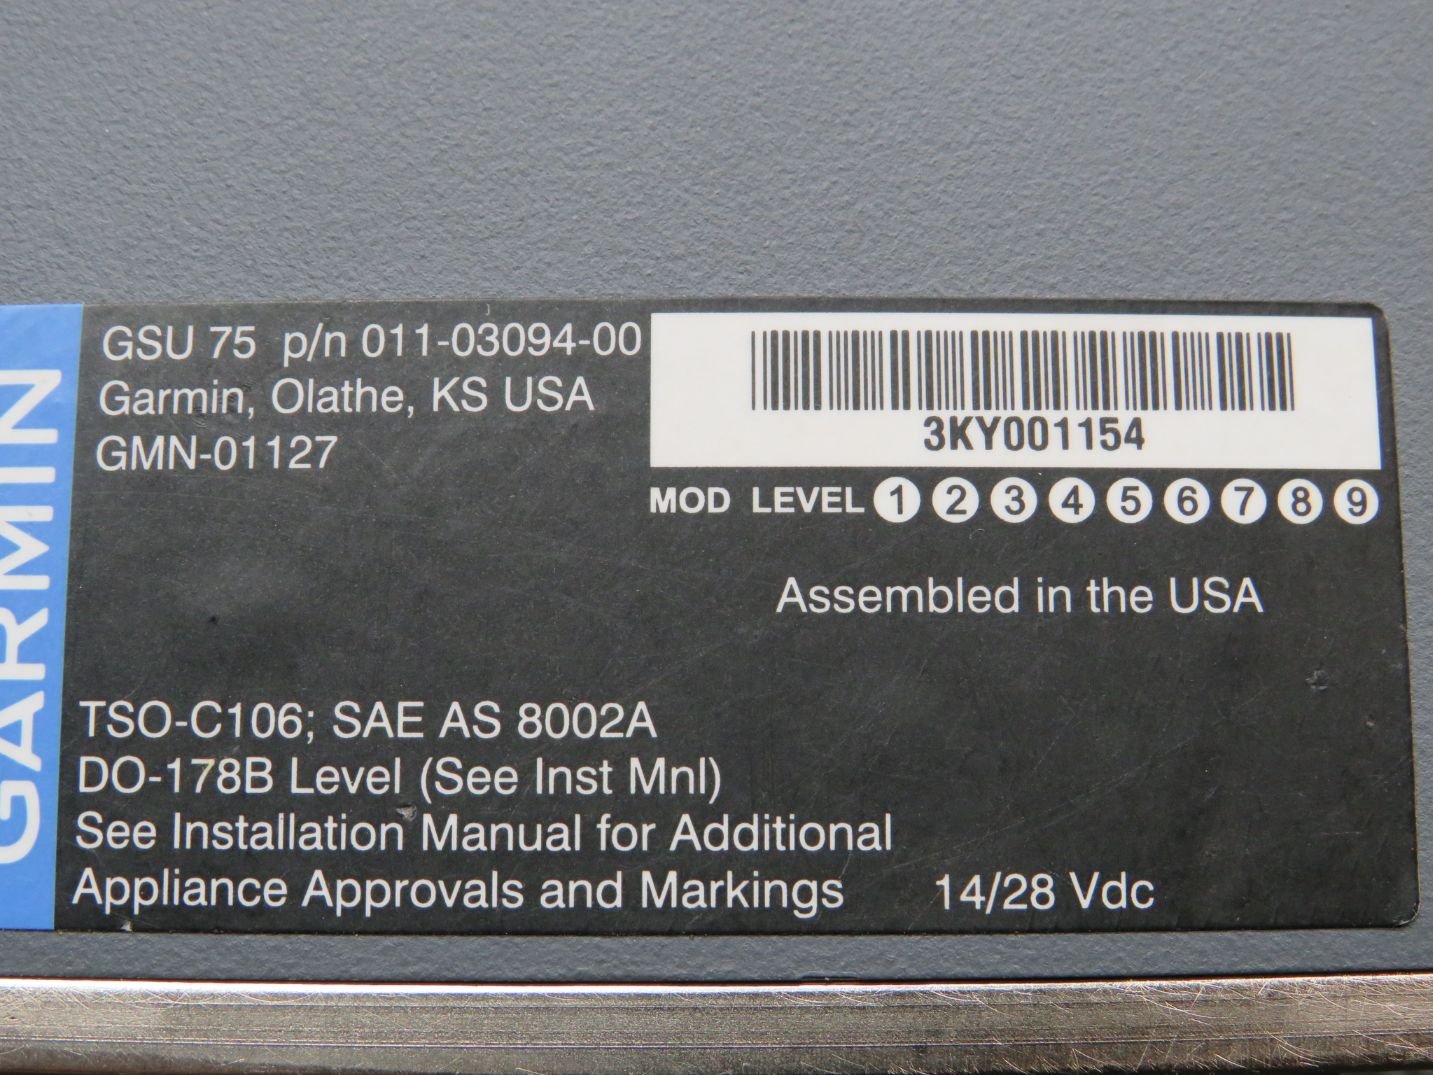 GARMIN
GSU 75 p/n 011-03094-00
Garmin, Olathe, KS USA
GMN-01127
3KY001154
MOD LEVEL 1 2 3 4 5 6 7 8 9
Assembled in the USA
TSO-C106; SAE AS 8002A
DO-178B Level (See Inst Mnl)
See Installation Manual for Additional
Appliance Approvals and Markings 14/28 Vdc